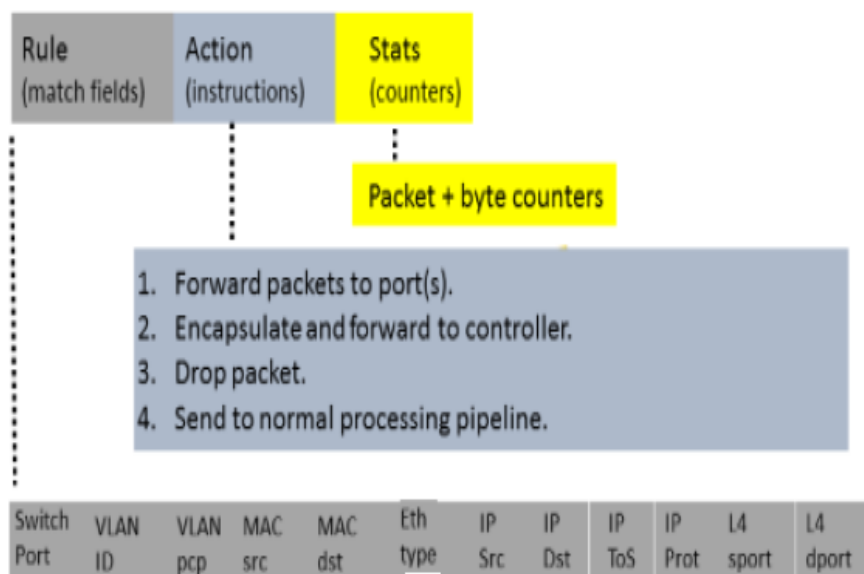 Rule Action Stats
(match fields) (instructions) (counters)
Packet + byte counters
1. Forward packets to port(s).
2. Encapsulate and forward to controller.
3. Drop packet.
4. Send to normal processing pipeline.
Switch VLAN VLAN MAC MAC Eth IP IP IP IP L4 L4
Port ID pcp src dst type Src Dst ToS Prot sport dport